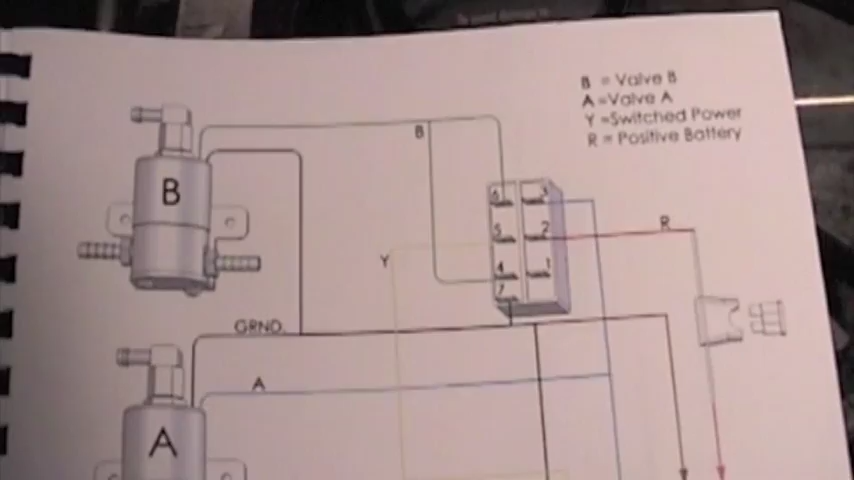 B = Valve B
A =Valve A
Y =Switched Power
R = Positive Battery
B
B
6 3
5 2
4 1
7
R
Y
GRND.
A
A